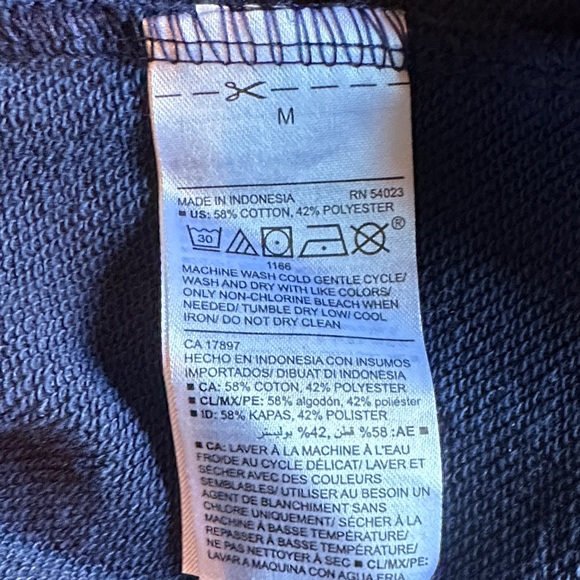 M
MADE IN INDONESIA RN 54023
■ US: 58% COTTON, 42% POLYESTER
30 ®
1166
MACHINE WASH COLD GENTLE CYCLE/
WASH AND DRY WITH LIKE COLORS/
ONLY NON-CHLORINE BLEACH WHEN
NEEDED/ TUMBLE DRY LOW/ COOL
IRON/ DO NOT DRY CLEAN
CA 17897
HECHO EN INDONESIA CON INSUMOS
IMPORTADOS/ DIBUAT DI INDONESIA
■ CA: 58% COTON, 42% POLYESTER
■ CL/MX/PE: 58% algodón, 42% poliéster
■ ID: 58% KAPAS, 42% POLISTER
■ AE: 58% قطن, 42% بوليستر
■ CA: LAVER À LA MACHINE À L'EAU
FROIDE AU CYCLE DÉLICAT/ LAVER ET
SÉCHER AVEC DES COULEURS
SEMBLABLES/ UTILISER AU BESOIN UN
AGENT DE BLANCHIMENT SANS
CHLORE UNIQUEMENT/ SÉCHER À LA
MACHINE À BASSE TEMPÉRATURE/
REPASSER À BASSE TEMPÉRATURE/
NE PAS NETTOYER À SEC ■ CL/MX/PE:
LAVAR A MAQUINA CON AGUA FRIA